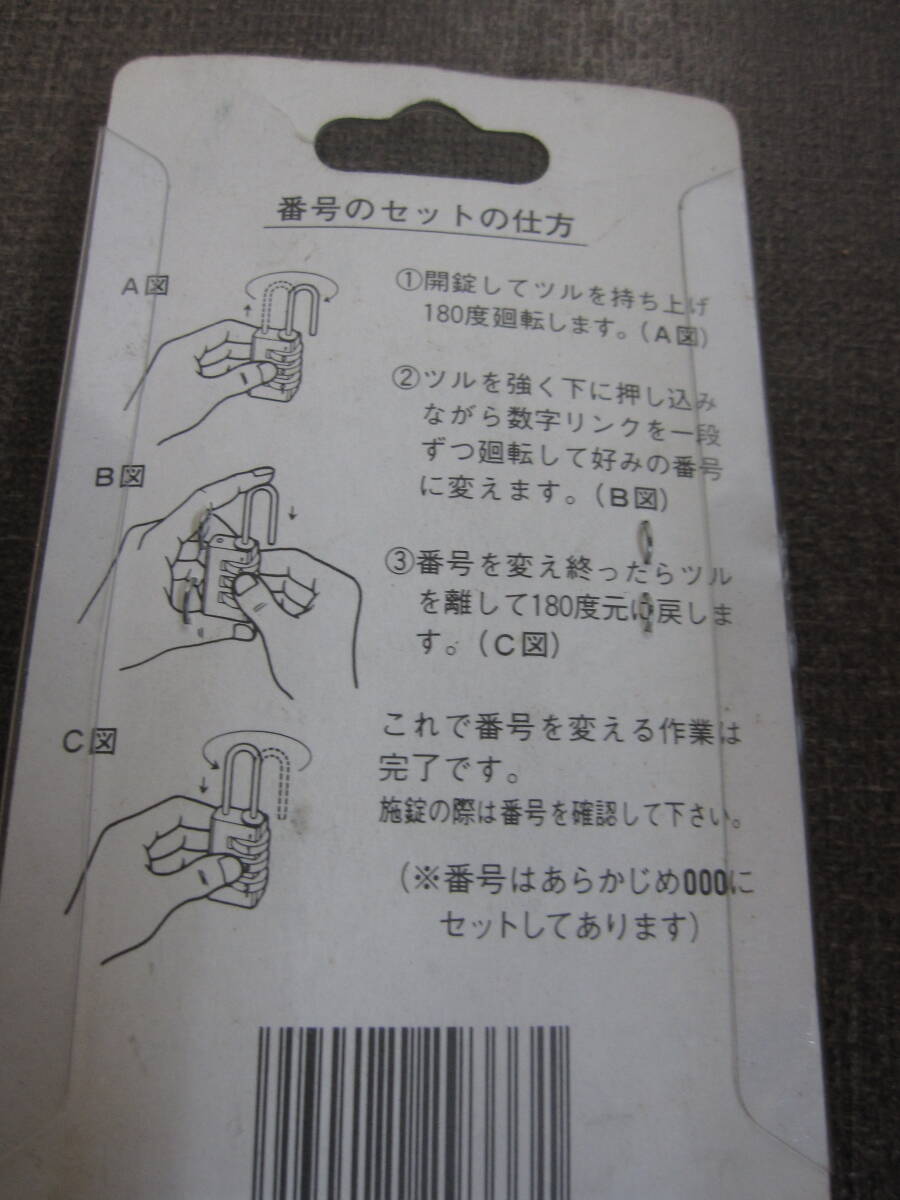 番号のセットの仕方
A図
①開錠してツルを持ち上げ
180度廻転します。(A図)
②ツルを強く下に押し込み
ながら数字リンクを一段
ずつ廻転して好みの番号
に変えます。(B図)
B図
③番号を変え終ったらツル
を離して180度元に戻しま
す。(C図)
C図
これで番号を変える作業は
完了です。
施錠の際は番号を確認して下さい。
(※番号はあらかじめ000に
セットしてあります)